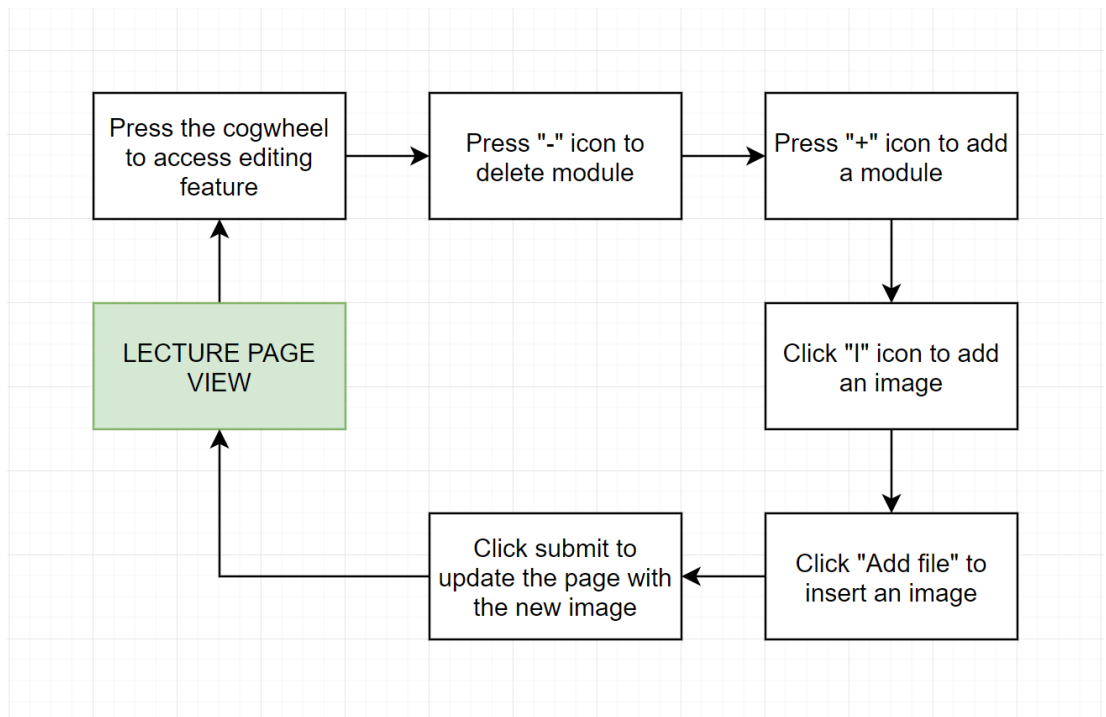 Press the cogwheel
to access editing
feature
Press "-" icon to
delete module
Press "+" icon to add
a module
Click "I" icon to add
an image
Click "Add file" to
insert an image
Click submit to
update the page with
the new image
LECTURE PAGE
VIEW